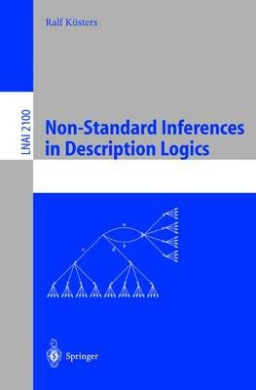 Ralf Küsters
LNAI 2100
Non-Standard Inferences
in Description Logics
Springer